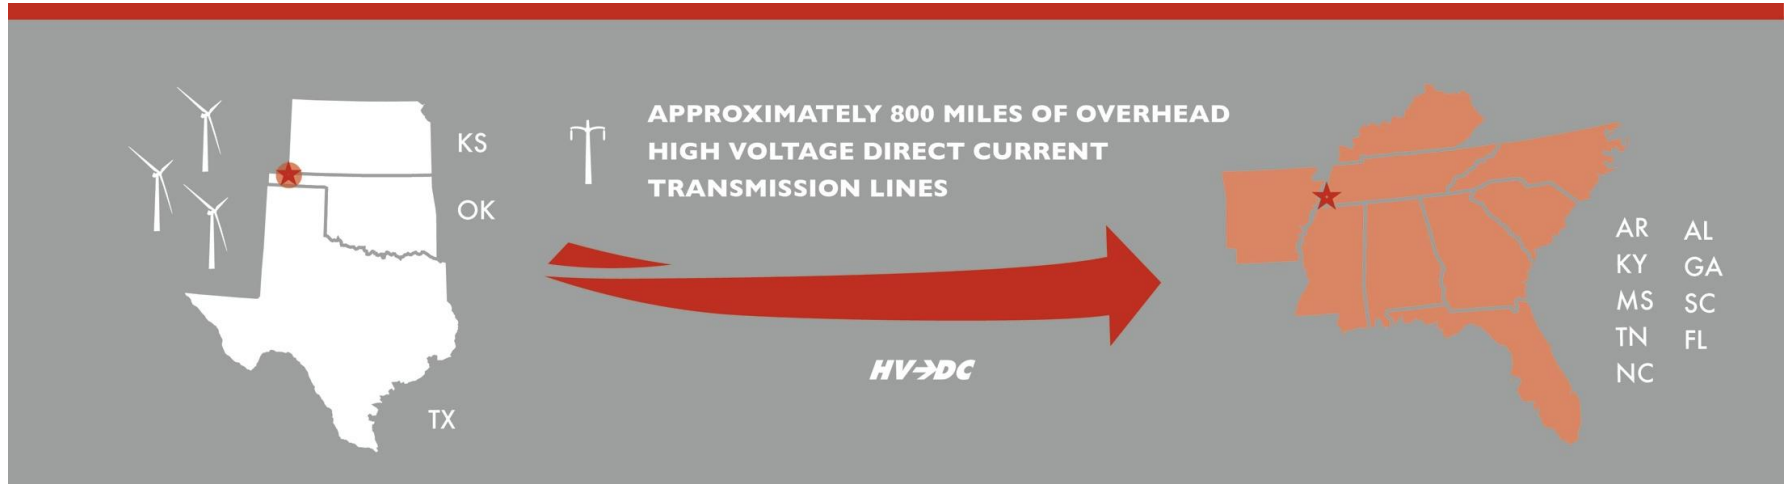 KS
OK
TX
APPROXIMATELY 800 MILES OF OVERHEAD
HIGH VOLTAGE DIRECT CURRENT
TRANSMISSION LINES
HV→DC
AR AL
KY GA
MS SC
TN FL
NC